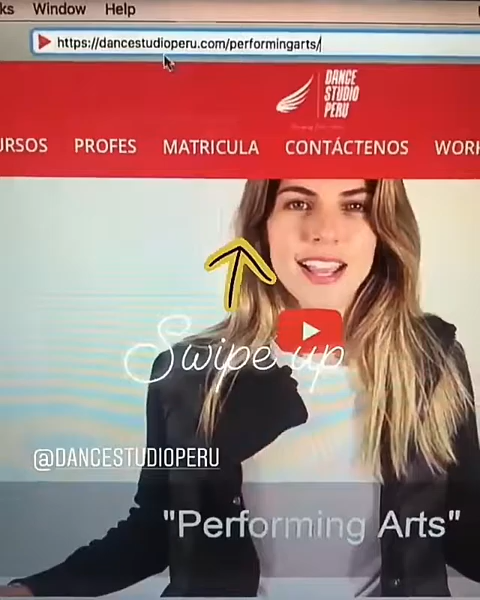 Window Help
https://dancestudioperu.com/performingarts/
DANCE
STUDIO
PERU
URSOS PROFES MATRICULA CONTÁCTENOS WORK
Swipe up
@DANCESTUDIOPERU
"Performing Arts"